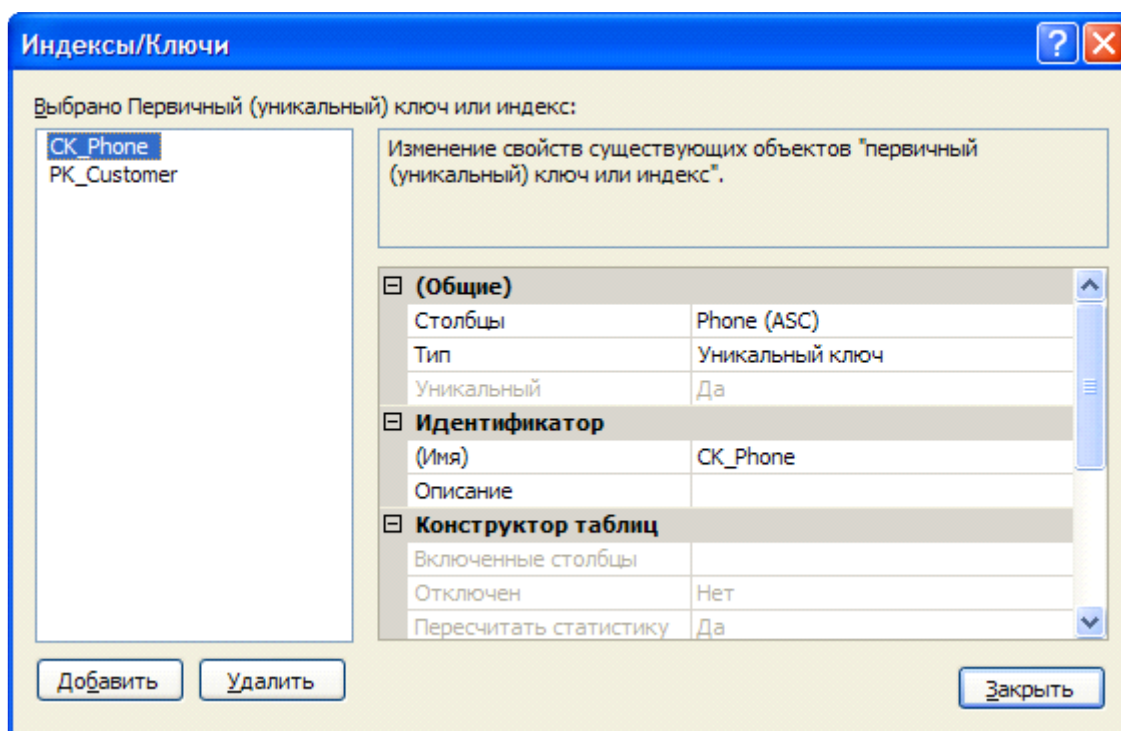 Индексы/Ключи
Выбрано Первичный (уникальный) ключ или индекс:
CK_Phone
PK_Customer
Изменение свойств существующих объектов "первичный
(уникальный) ключ или индекс".
(Общие)
Столбцы Phone (ASC)
Тип Уникальный ключ
Уникальный Да
Идентификатор
(Имя) CK_Phone
Описание
Конструктор таблиц
Включенные столбцы
Отключен Нет
Пересчитать статистику Да
Добавить Удалить Закрыть